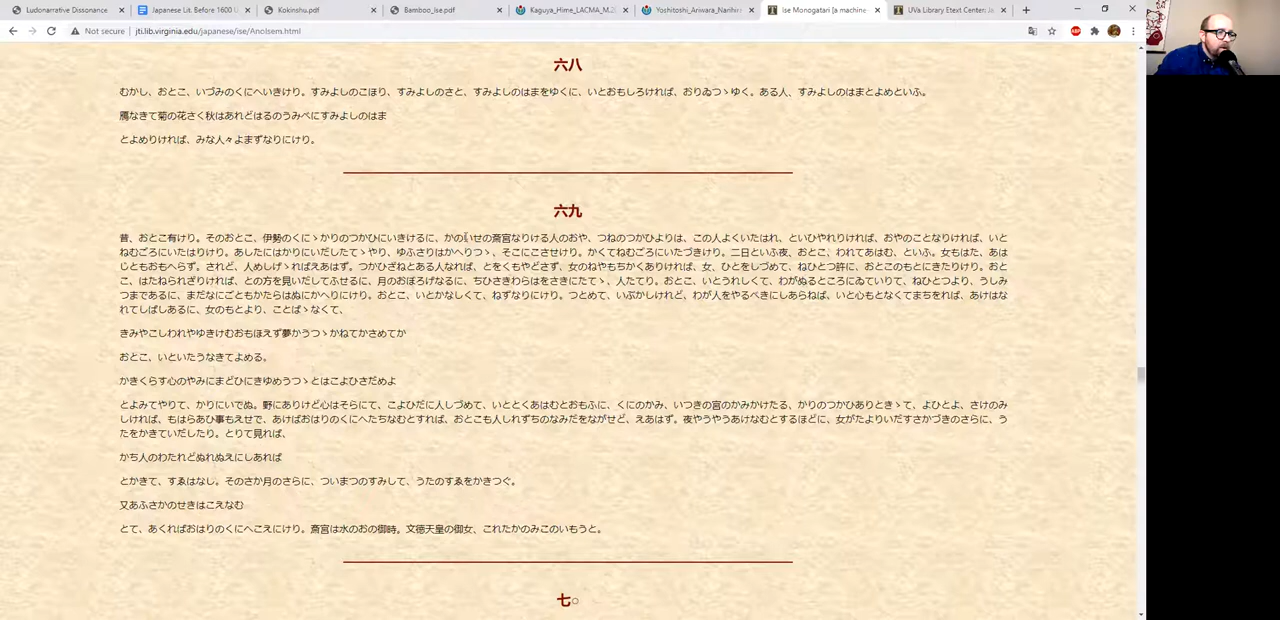 Ludonarrative Dissonance.
Japanese Lit. Before 1600 U
Kokinshu.pdf
Bamboo_ise.pdf
Kaguya_Hime_LACMA_M.2
Yoshitoshi_Ariwara_Narihira
Ise Monogatari [a machine
UVa Library Etext Center: Ja
Not secure | jti.lib.virginia.edu/japanese/ise/AnoIsem.html
六八
むかし、おとこ、いづみのくにへいきけり。すみよしのこほり、すみよしのさと、すみよしのはまをゆくに、いとおもしろければ、おりゐつゝゆく。ある人、すみよしのはまとよめといふ。
鴈なきて菊の花さく秋はあれどはるのうみべにすみよしのはま
とよめりければ、みな人々よまずなりにけり。
六九
昔、おとこ有けり。そのおとこ、伊勢のくにゝかりのつかひにいきけるに、かのいせの斎宮なりける人のおや、つねのつかひよりは、この人よくいたはれ、といひやれりければ、おやのことなりければ、いと
ねむごろにいたはりけり。あしたにはかりにいだしたてゝやり、ゆふさりはかへりつゝ、そこにこさせけり。かくてねむごろにいたづきけり。二日といふ夜、おとこ、われてあはむ、といふ。女もはた、あは
じともおもへらず。されど、人めしげゝればえあはず。つかひざねとある人なれば、とをくもやどさず、女のねやもちかくありければ、女、ひとをしづめて、ねひとつ許に、おとこのもとにきたりけり。おと
こ、はたねられざりければ、との方を見いだしてふせるに、月のおぼろげなるに、ちひさきわらはをさきにたてゝ、人たてり。おとこ、いとうれしくて、わがぬるところにゐていりて、ねひとつより、うしみ
つまであるに、まだなにごともかたらはぬにかへりにけり。おとこ、いとかなしくて、ねずなりにけり。つとめて、いぶかしけれど、わが人をやるべきにしあらねば、いと心もとなくてまちをれば、あけはな
れてしばしあるに、女のもとより、ことばゝなくて、
きみやこしわれやゆきけむおもほえず夢かうつゝかねてかさめてか
おとこ、いといたうなきてよめる。
かきくらす心のやみにまどひにきゆめうつゝとはこよひさだめよ
とよみてやりて、かりにいでぬ。野にありけど心はそらにて、こよひだに人しづめて、いととくあはむとおもふに、くにのかみ、いつきの宮のかみかけたる、かりのつかひありときゝて、よひとよ、さけのみ
しければ、もはらあひ事もえせで、あけばおはりのくにへたちなむとすれば、おとこも人しれずちのなみだをながせど、えあはず。夜やうやうあけなむとするほどに、女がたよりいだすさかづきのさらに、う
たをかきていだしたり。とりて見れば、
かち人のわたれどぬれぬえにしあれば
とかきて、すゑはなし。そのさか月のさらに、ついまつのすみして、うたのすゑをかきつぐ。
又あふさかのせきはこえなむ
とて、あくればおはりのくにへこえにけり。斎宮は水のおの御時。文徳天皇の御女、これたかのみこのいもうと。
七○